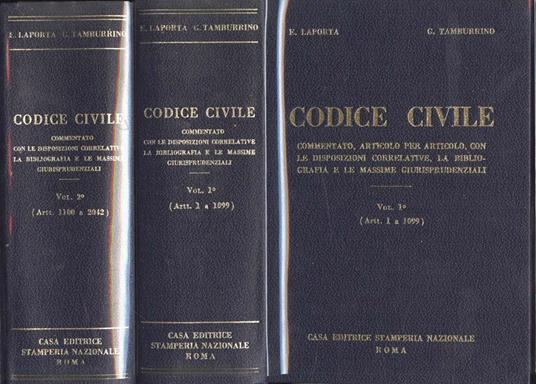 E. LAPORTA G. TAMBURRINO
CODICE CIVILE
COMMENTATO
CON LE DISPOSIZIONI CORRELATIVE
LA BIBLIOGRAFIA E LE MASSIME
GIURISPRUDENZIALI
VOL. 2°
(Artt. 1100 a 2042)
CASA EDITRICE
STAMPERIA NAZIONALE
ROMA
E. LAPORTA G. TAMBURRINO
CODICE CIVILE
COMMENTATO
CON LE DISPOSIZIONI CORRELATIVE
LA BIBLIOGRAFIA E LE MASSIME
GIURISPRUDENZIALI
VOL. 1°
(Artt. 1 a 1099)
CASA EDITRICE
STAMPERIA NAZIONALE
ROMA
E. LAPORTA G. TAMBURRINO
CODICE CIVILE
COMMENTATO, ARTICOLO PER ARTICOLO, CON
LE DISPOSIZIONI CORRELATIVE, LA BIBLIO-
GRAFIA E LE MASSIME GIURISPRUDENZIALI
VOL. 1°
(Artt. 1 a 1099)
CASA EDITRICE STAMPERIA NAZIONALE
ROMA